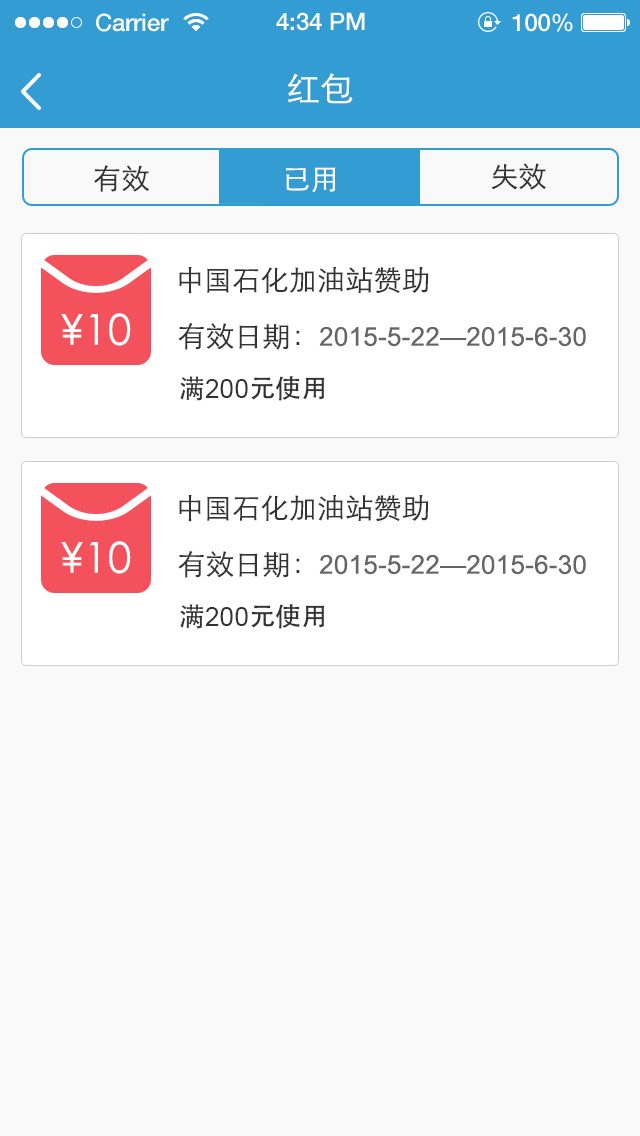 Carrier 4:34 PM 100%
红包
有效 已用 失效
中国石化加油站赞助
¥10
有效日期：2015-5-22—2015-6-30
满200元使用
中国石化加油站赞助
¥10
有效日期：2015-5-22—2015-6-30
满200元使用